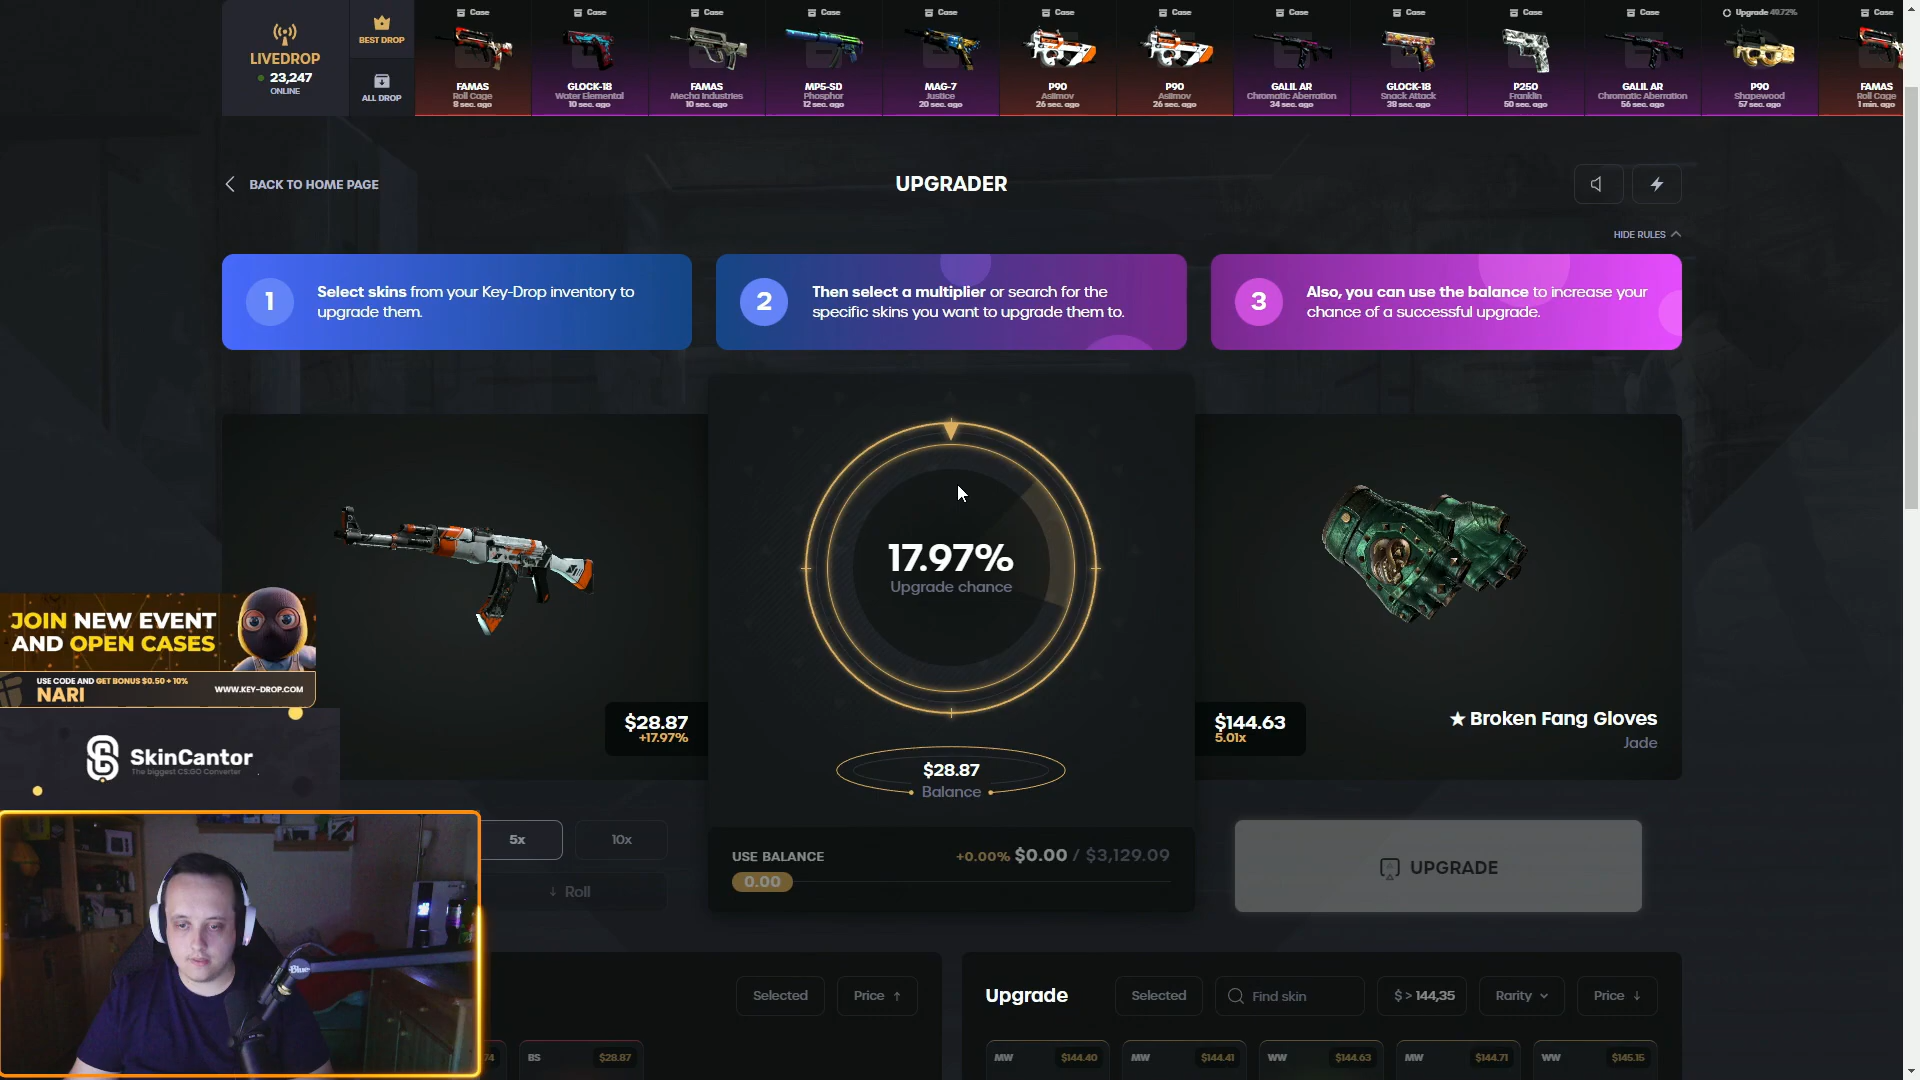 LIVEDROP
23,247
ONLINE
BEST DROP
ALL DROP
Case
FAMAS
Roll Cage
8 sec. ago
Case
GLOCK-18
Water Elemental
10 sec. ago
Case
FAMAS
Mecha Industries
10 sec. ago
Case
MP5-SD
Phosphor
12 sec. ago
Case
MAG-7
Justice
20 sec. ago
Case
P90
Asiimov
26 sec. ago
Case
P90
Asiimov
26 sec. ago
Case
GALIL AR
Chromatic Aberration
34 sec. ago
Case
GLOCK-18
Snack Attack
38 sec. ago
Case
P250
Franklin
50 sec. ago
Case
GALIL AR
Chromatic Aberration
56 sec. ago
Upgrade 49.72%
P90
Shapewood
57 sec. ago
Case
FAMAS
Roll Cage
1 min. ago
BACK TO HOME PAGE
UPGRADER
HIDE RULES
1
Select skins from your Key-Drop inventory to
upgrade them.
2
Then select a multiplier or search for the
specific skins you want to upgrade them to.
3
Also, you can use the balance to increase your
chance of a successful upgrade.
17.97%
Upgrade chance
$28.87
+17.97%
$144.63
5.01x
★ Broken Fang Gloves
Jade
$28.87
Balance
JOIN NEW EVENT
AND OPEN CASES
USE CODE AND GET BONUS $0.50 + 10%
NARI
WWW.KEY-DROP.COM
SkinCantor
The biggest CS:GO Converter
5x
10x
Roll
USE BALANCE
+0.00% $0.00 / $3,129.09
0.00
UPGRADE
Blue
Selected
Price
Upgrade
Selected
Find skin
$ > 144,35
Rarity
Price
74
BS
$28.87
MW
$144.40
MW
$144.41
WW
$144.63
MW
$144.71
WW
$145.15